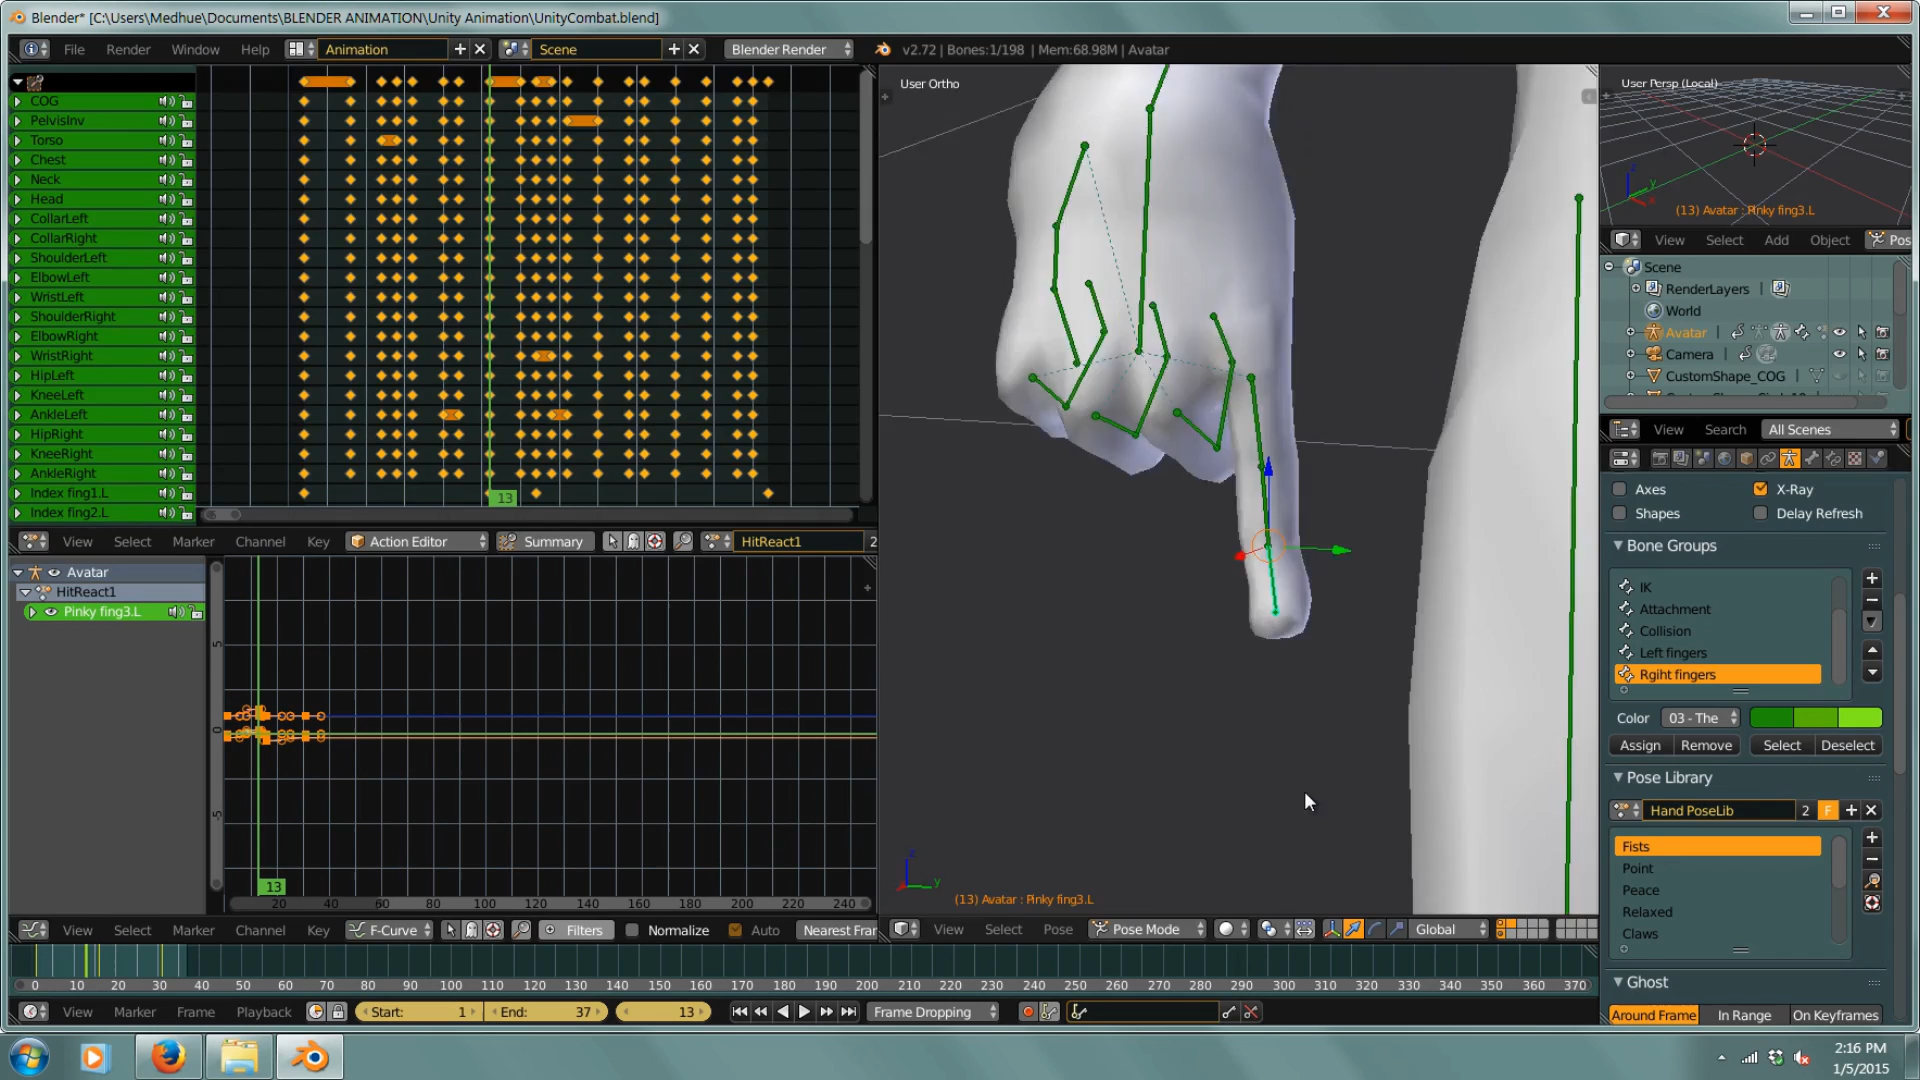 Blender* [C:\Users\Medhue\Documents\BLENDER ANIMATION\Unity Animation\UnityCombat.blend]
File Render Window Help Animation Scene Blender Render v2.72 | Bones:1/198 | Mem:68.98M | Avatar
COG
PelvisInv
Torso
Chest
Neck
Head
CollarLeft
CollarRight
ShoulderLeft
ElbowLeft
WristLeft
ShoulderRight
ElbowRight
WristRight
HipLeft
KneeLeft
AnkleLeft
HipRight
KneeRight
AnkleRight
Index fing1.L
Index fing2.L
13
View Select Marker Channel Key Action Editor Summary HitReact1 2
Avatar
HitReact1
Pinky fing3.L
5
0
-5
13
20 40 60 80 100 120 140 160 180 200 220 240
View Select Marker Channel Key F-Curve Filters Normalize Auto Nearest Fran
User Ortho
(13) Avatar : Pinky fing3.L
View Select Pose Pose Mode Global
User Persp (Local)
(13) Avatar : Pinky fing3.L
View Select Add Object Pos
Scene
RenderLayers
World
Avatar
Camera
CustomShape_COG
View Search All Scenes
Axes X-Ray
Shapes Delay Refresh
Bone Groups
IK
Attachment
Collision
Left fingers
Rgiht fingers
Color 03 - The
Assign Remove Select Deselect
Pose Library
Hand PoseLib 2 F
Fists
Point
Peace
Relaxed
Claws
Ghost
Around Frame In Range On Keyframes
0 10 20 30 40 50 60 70 80 90 100 110 120 130 140 150 160 170 180 190 200 210 220 230 240 250 260 270 280 290 300 310 320 330 340 350 360 370
View Marker Frame Playback Start: 1 End: 37 13 Frame Dropping
2:16 PM
1/5/2015